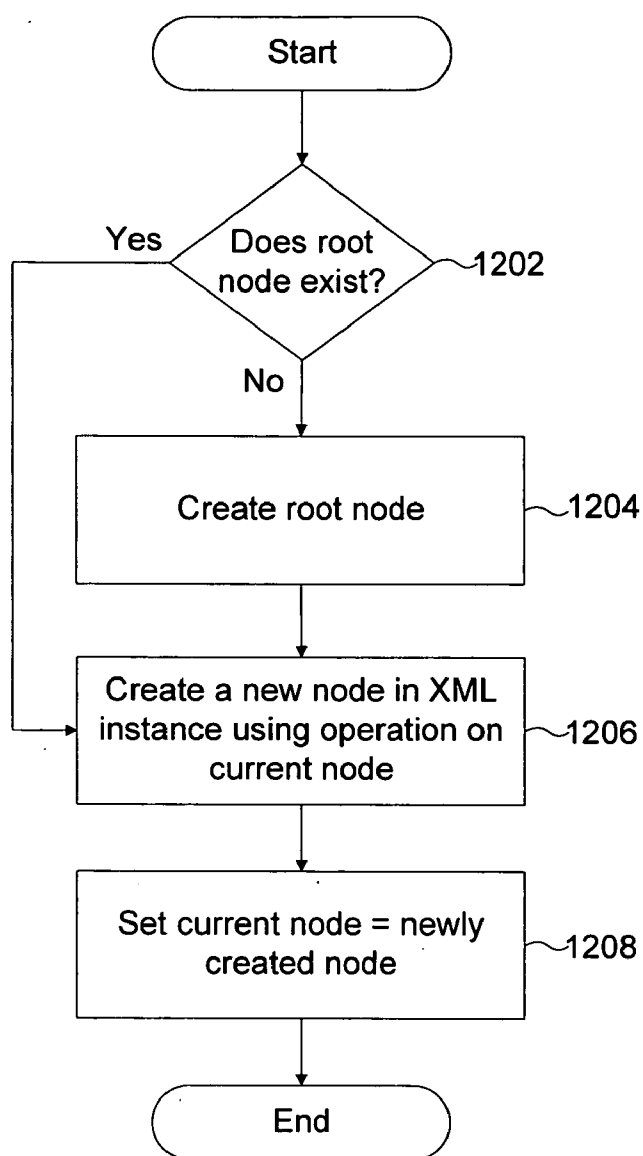 Start
Yes
Does root
node exist?
1202
No
Create root node
1204
Create a new node in XML
instance using operation on
current node
1206
Set current node = newly
created node
1208
End